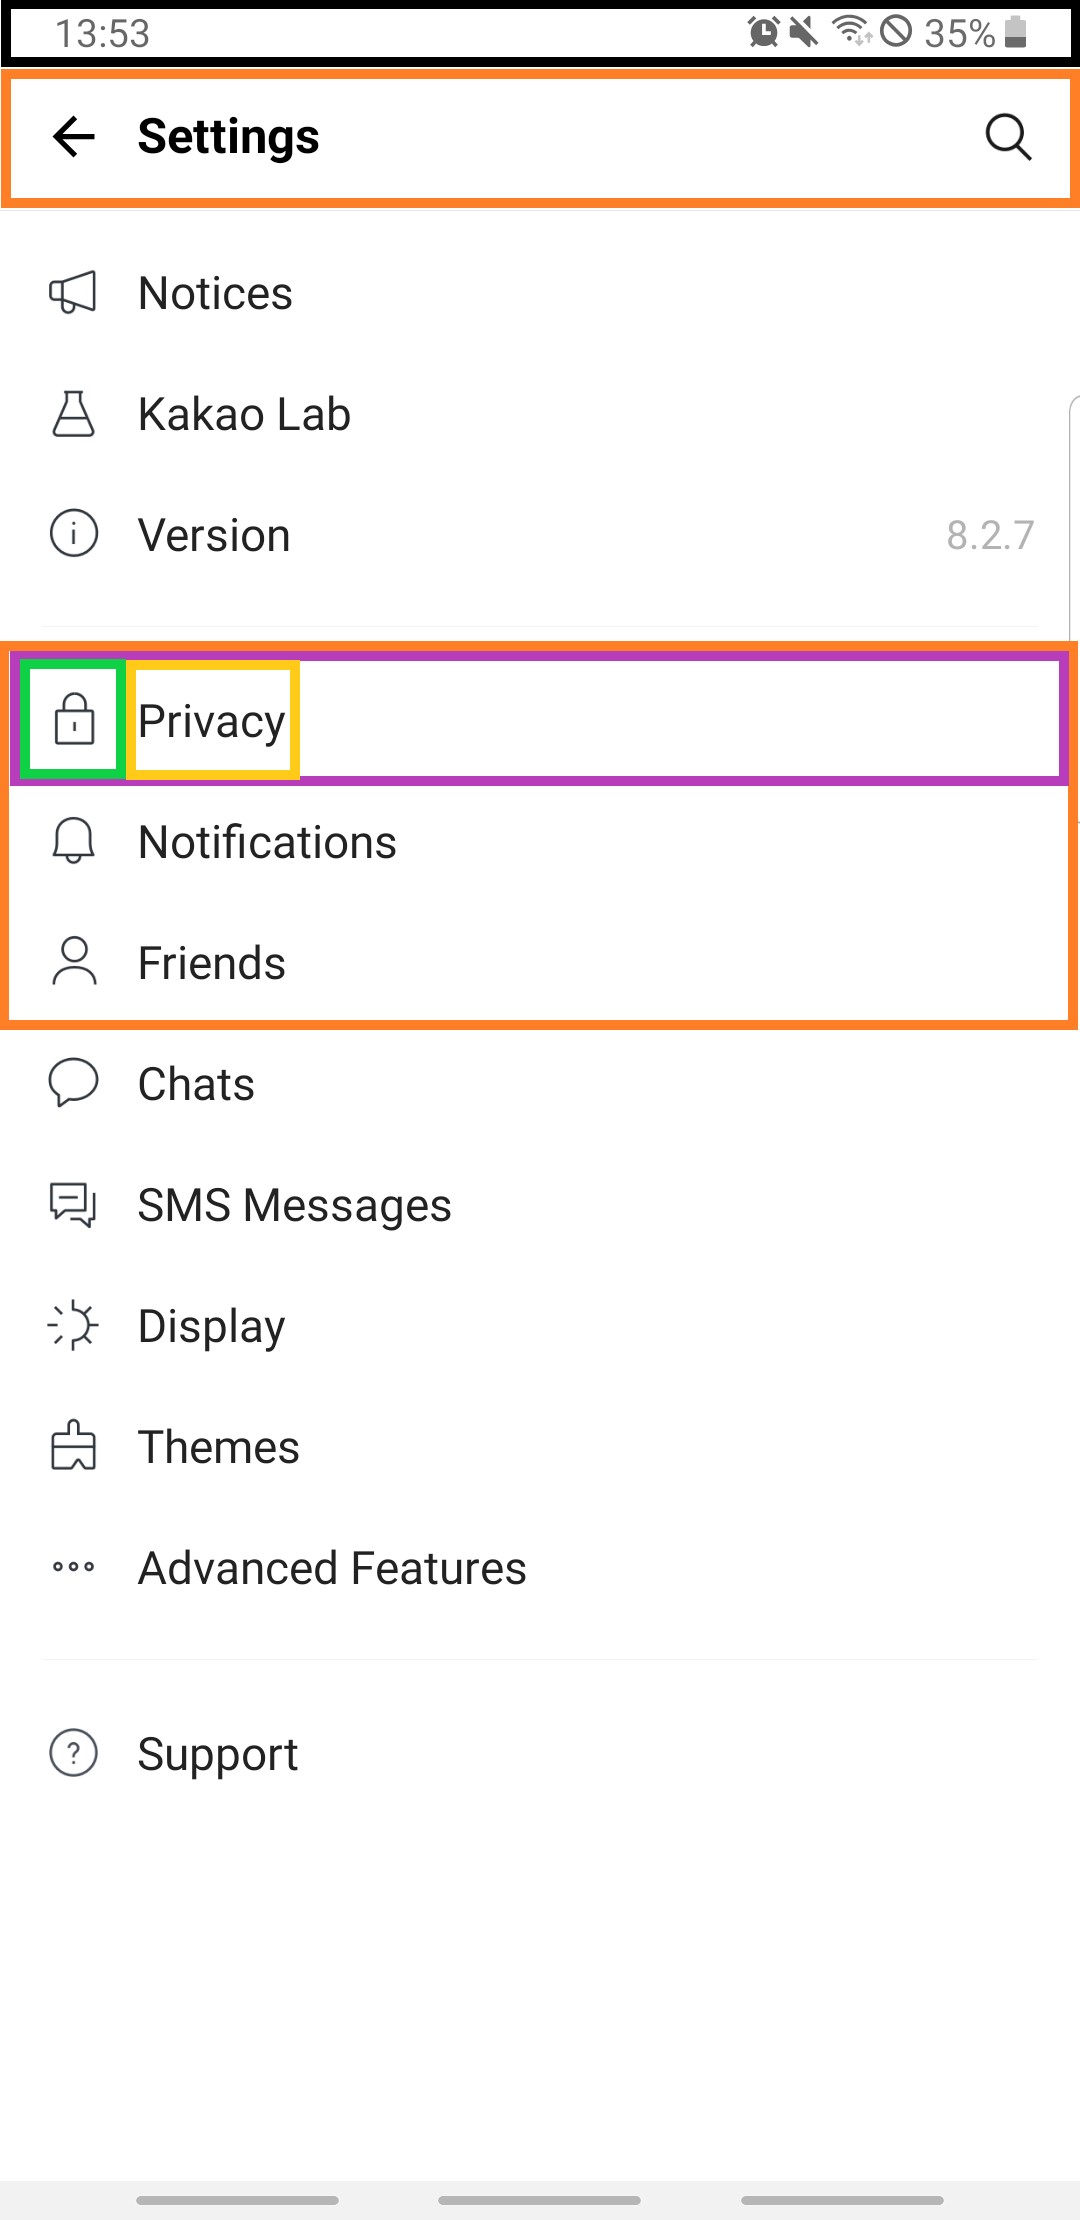 13:53 35%
Settings
Notices
Kakao Lab
Version 8.2.7
Privacy
Notifications
Friends
Chats
SMS Messages
Display
Themes
Advanced Features
Support